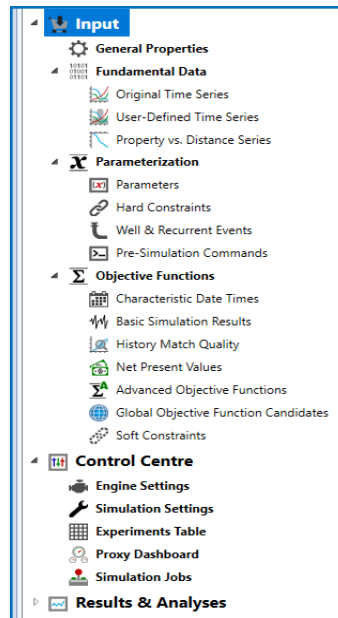 Input
General Properties
Fundamental Data
Original Time Series
User-Defined Time Series
Property vs. Distance Series
Parameterization
Parameters
Hard Constraints
Well & Recurrent Events
Pre-Simulation Commands
Objective Functions
Characteristic Date Times
Basic Simulation Results
History Match Quality
Net Present Values
Advanced Objective Functions
Global Objective Function Candidates
Soft Constraints
Control Centre
Engine Settings
Simulation Settings
Experiments Table
Proxy Dashboard
Simulation Jobs
Results & Analyses